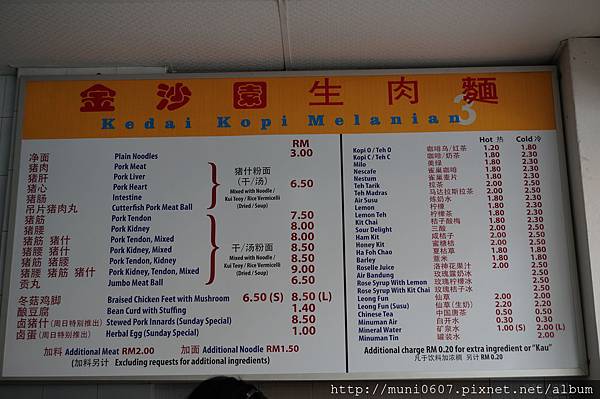 金沙園生肉麵
Kedai Kopi Melanian 3
RM
净面 Plain Noodles 3.00
猪肉 Pork Meat
猪肝 Pork Liver
猪心 Pork Heart
猪肠 Intestine
吊片猪肉丸 Cutterfish Pork Meat Ball
猪什粉面
(干/汤) 6.50
Mixed with Noodle/
Kui Teoy / Rice Vermicelli
(Dried / Soup)
猪筋 Pork Tendon 7.50
猪腰 Pork Kidney 8.00
猪筋 猪什 Pork Tendon, Mixed 8.00
猪腰 猪什 Pork Kidney, Mixed 8.50
猪筋 猪腰 Pork Tendon, Kidney 8.50
猪腰 猪筋 猪什 Pork Kidney, Tendon, Mixed 9.00
贡丸 Jumbo Meat Ball 6.50
干/汤粉面
Mixed with Noodle/
Kui Teoy / Rice Vermicelli
(Dried / Soup)
冬菇鸡脚 Braised Chicken Feet with Mushroom 6.50 (S) 8.50 (L)
酿豆腐 Bean Curd with Stuffing 1.40
卤猪什(周日特别推出) Stewed Pork Innards (Sunday Special) 8.50
卤蛋(周日特别推出) Herbal Egg (Sunday Special) 1.00
加料 Additional Meat RM2.00 加面 Additional Noodle RM1.50
(加料另计 Excluding requests for additional ingredients)
Hot 热 Cold 冷
Kopi O / Teh O 咖啡乌/红茶 1.20 1.80
Kopi C / Teh C 咖啡/奶茶 1.80 2.30
Milo 美禄 1.80 2.30
Nescafe 雀巢咖啡 1.80 2.30
Nestum 雀巢麦片 1.80 2.30
Teh Tarik 拉茶 2.00 2.50
Teh Madras 马达拉斯拉茶 2.00 2.50
Air Susu 炼奶水 1.80 2.30
Lemon 柠檬 1.80 2.30
Lemon Teh 柠檬茶 1.80 2.30
Kit Chai 桔子酸梅 1.80 2.30
Sour Delight 三酸 2.00 2.50
Ham Kit 咸桔子 2.00 2.50
Honey Kit 蜜糖桔 2.00 2.50
Ha Foh Chao 夏枯草 1.80 2.30
Barley 薏米 1.80 1.80
Roselle Juice 洛神花果汁 2.00 2.50
Air Bandung 玫瑰露奶冰 2.50
Rose Syrup With Lemon 玫瑰柠檬冰 2.50
Rose Syrup With Kit Chai 玫瑰桔子冰 2.50
Leong Fun 仙草 2.00
Leong Fun (Susu) 仙草(生奶) 2.20
Chinese Tea 中国唐茶 0.50 0.50
Minuman Air 白开水 0.30 0.30
Mineral Water 矿泉水 1.00 (S) 2.00 (L)
Minuman Tin 罐装水 2.00
Additional charge RM 0.20 for extra ingredient or "Kau"
凡于饮料加浓稠 另计 RM 0.20
http://muni0607.pixnet.net/album